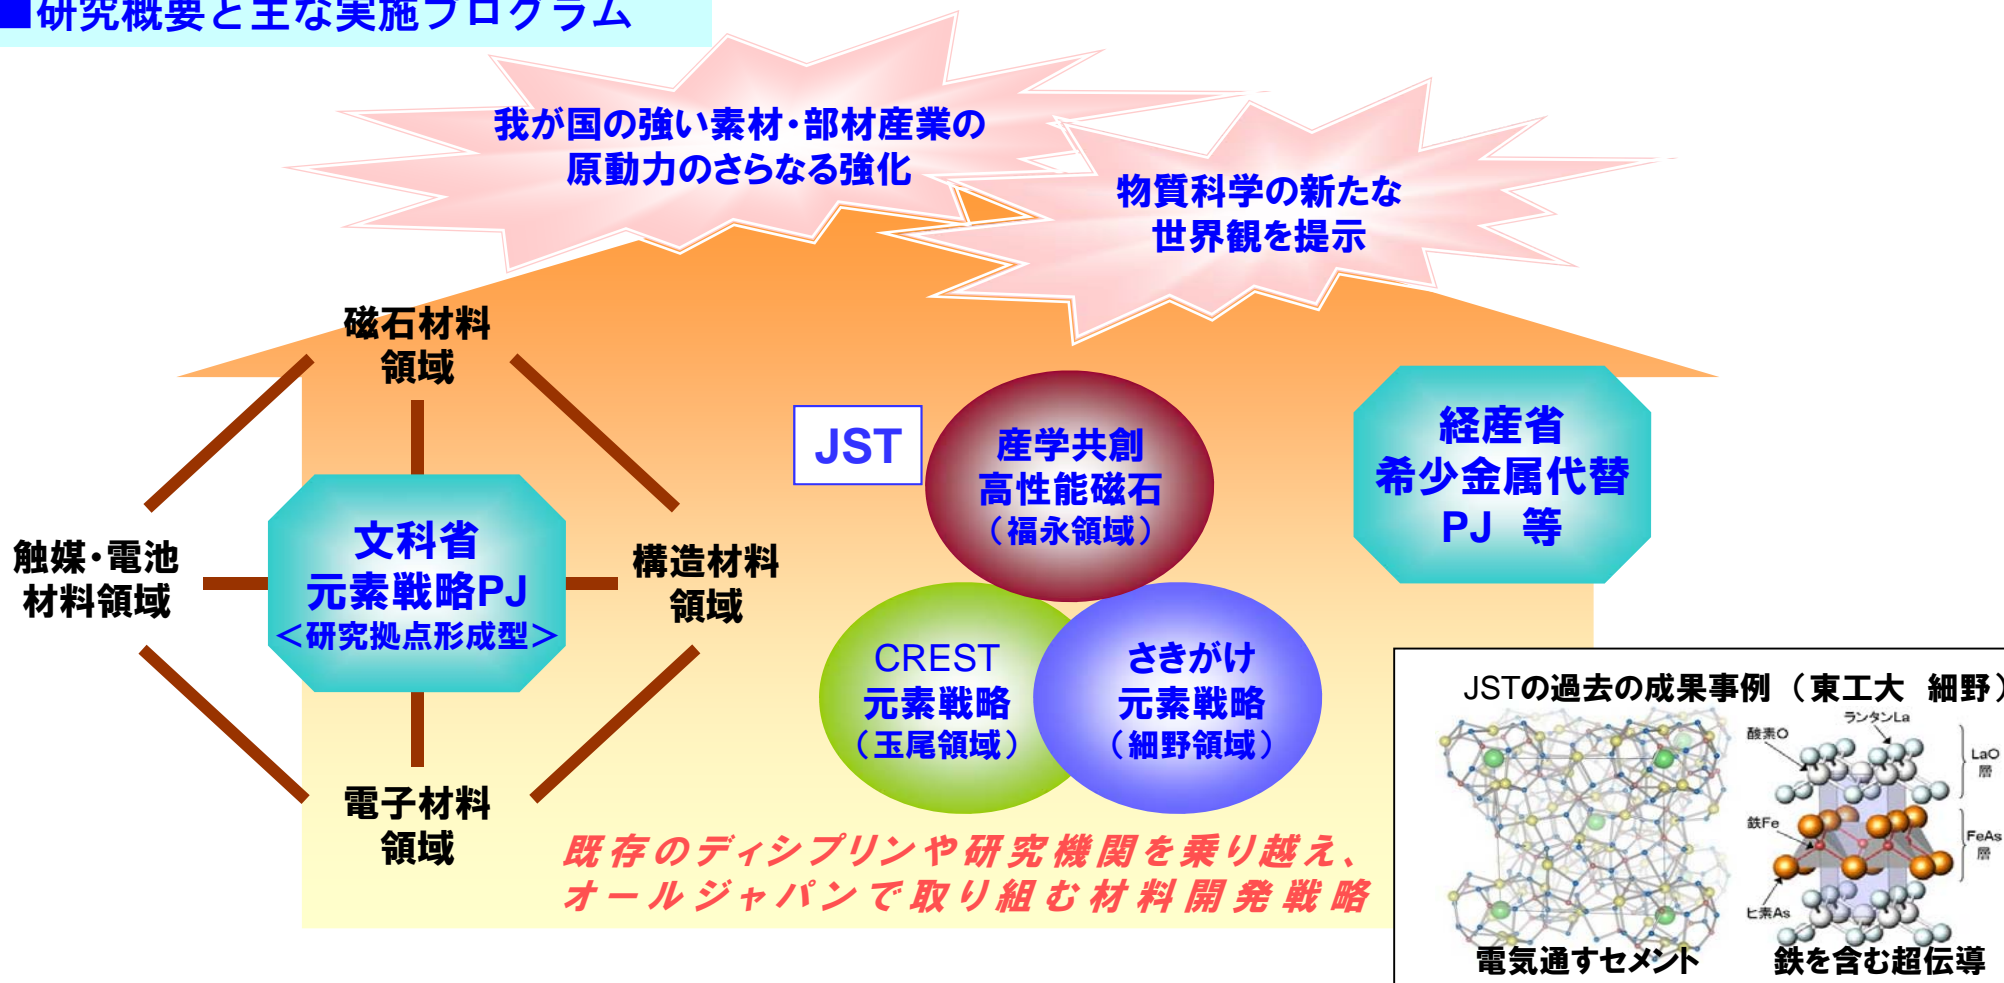 ■研究概要と主な実施プログラム
我が国の強い素材・部材産業の
原動力のさらなる強化
物質科学の新たな
世界観を提示
磁石材料
領域
触媒・電池
材料領域
文科省
元素戦略PJ
＜研究拠点形成型＞
構造材料
領域
電子材料
領域
JST
産学共創
高性能磁石
（福永領域）
CREST
元素戦略
（玉尾領域）
さきがけ
元素戦略
（細野領域）
経産省
希少金属代替
PJ 等
既存のディシプリンや研究機関を乗り越え、
オールジャパンで取り組む材料開発戦略
JSTの過去の成果事例（東工大 細野）
ランタンLa
酸素O
LaO
層
鉄Fe
FeAs
層
ヒ素As
電気通すセメント
鉄を含む超伝導